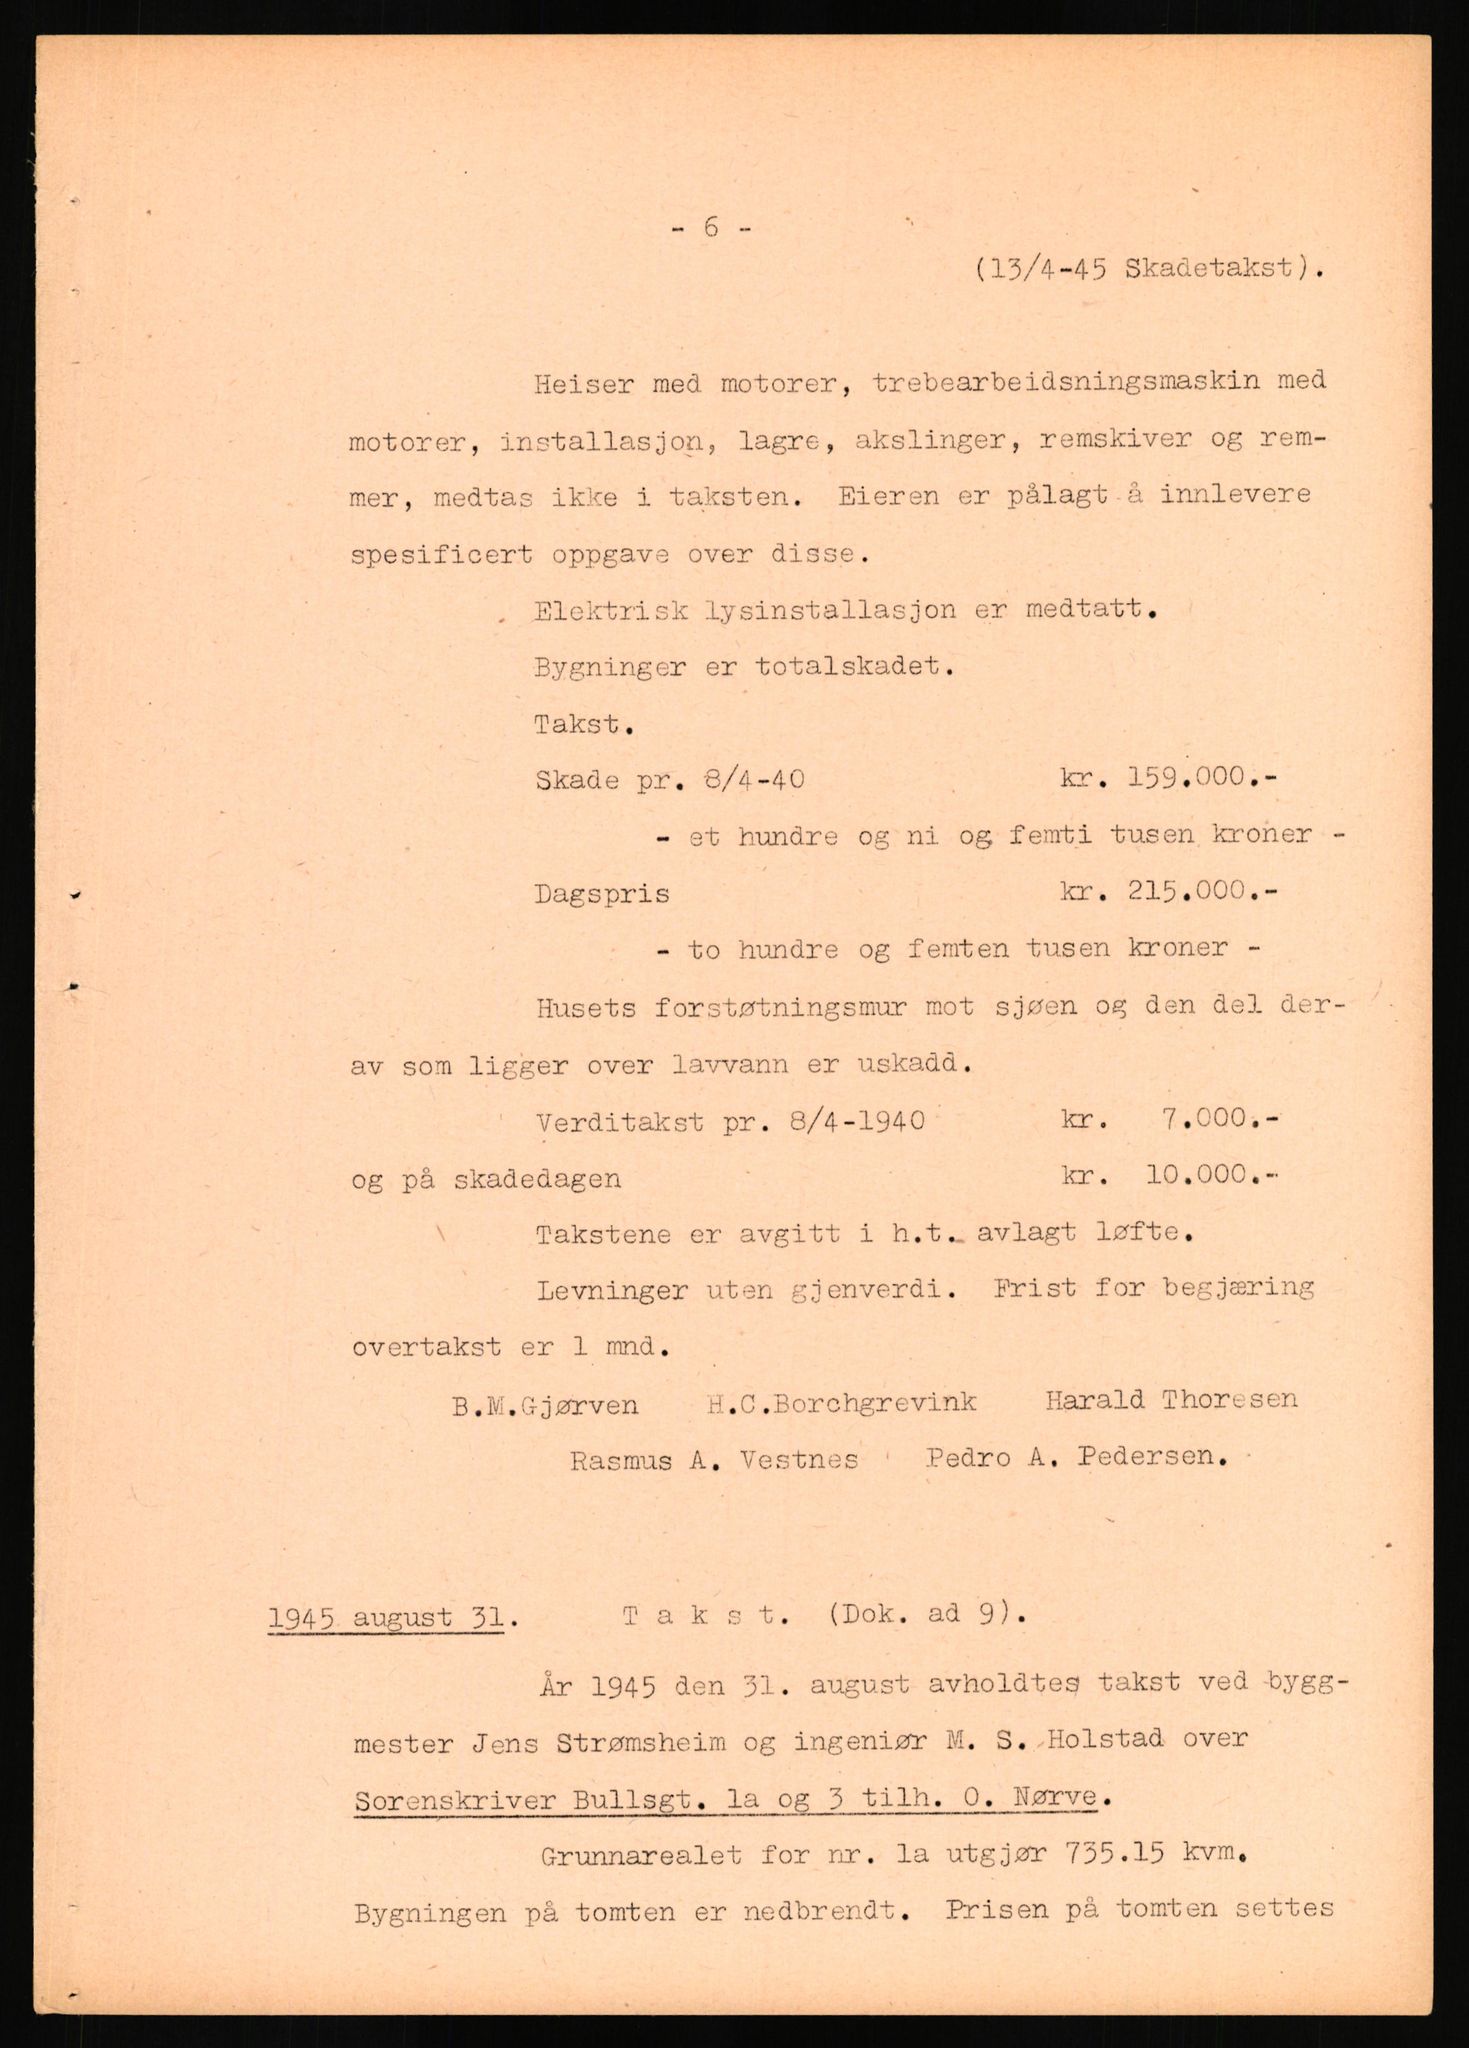 - 6 -
(13/4-45 Skadetakst).
Heiser med motorer, trebearbeidsningsmaskin med
motorer, installasjon, lagre, akslinger, remskiver og rem-
mer, medtas ikke i taksten. Eieren er pålagt å innlevere
spesificert oppgave over disse.
Elektrisk lysinstallasjon er medtatt.
Bygninger er totalskadet.
Takst.
Skade pr. 8/4-40 kr. 159.000.-
- et hundre og ni og femti tusen kroner -
Dagspris kr. 215.000.-
- to hundre og femten tusen kroner -
Husets forstøtningsmur mot sjøen og den del der-
av som ligger over lavvann er uskadd.
Verditakst pr. 8/4-1940 kr. 7.000.-
og på skadedagen kr. 10.000.-
Takstene er avgitt i h.t. avlagt løfte.
Levninger uten gjenverdi. Frist for begjæring
overtakst er 1 mnd.
B.M.Gjørven H.C.Borchgrevink Harald Thoresen
Rasmus A. Vestnes Pedro A. Pedersen.
1945 august 31. T a k s t. (Dok. ad 9).
År 1945 den 31. august avholdtes takst ved bygg-
mester Jens Strømsheim og ingeniør M. S. Holstad over
Sorenskriver Bullsgt. 1a og 3 tilh. O. Nørve.
Grunnarealet for nr. 1a utgjør 735.15 kvm.
Bygningen på tomten er nedbrendt. Prisen på tomten settes